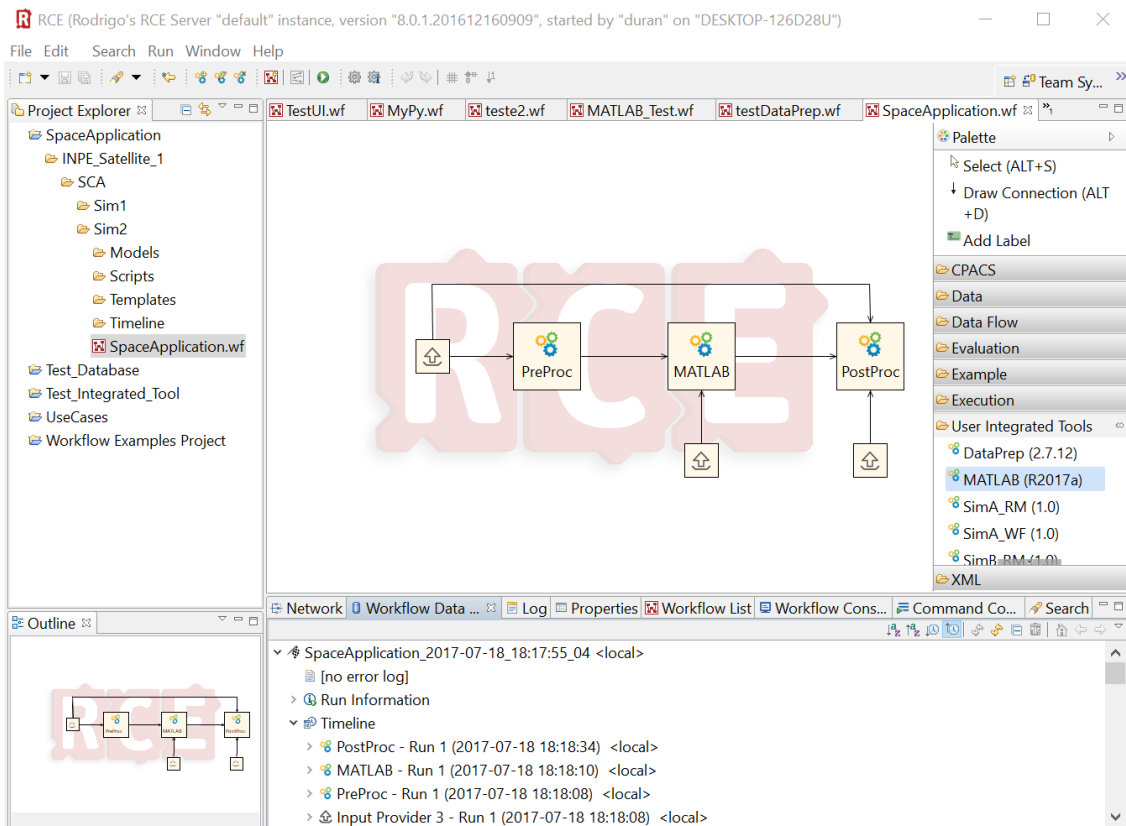 RCE (Rodrigo's RCE Server "default" instance, version "8.0.1.201612160909", started by "duran" on "DESKTOP-126D28U")
File Edit Search Run Window Help
Team Sy...
Project Explorer
TestUI.wf MyPy.wf teste2.wf MATLAB_Test.wf testDataPrep.wf SpaceApplication.wf "1
SpaceApplication
INPE_Satellite_1
SCA
Sim1
Sim2
Models
Scripts
Templates
Timeline
SpaceApplication.wf
Test_Database
Test_Integrated_Tool
UseCases
Workflow Examples Project
RCE
PreProc
MATLAB
PostProc
Palette
Select (ALT+S)
Draw Connection (ALT
+D)
Add Label
CPACS
Data
Data Flow
Evaluation
Example
Execution
User Integrated Tools
DataPrep (2.7.12)
MATLAB (R2017a)
SimA_RM (1.0)
SimA_WF (1.0)
SimB_RM (1.0)
XML
Outline
RCE
PreProc
MATLAB
PostProc
Network Workflow Data ... Log Properties Workflow List Workflow Cons... Command Co... Search
SpaceApplication_2017-07-18_18:17:55_04 <local>
[no error log]
Run Information
Timeline
PostProc - Run 1 (2017-07-18 18:18:34) <local>
MATLAB - Run 1 (2017-07-18 18:18:10) <local>
PreProc - Run 1 (2017-07-18 18:18:08) <local>
Input Provider 3 - Run 1 (2017-07-18 18:18:08) <local>